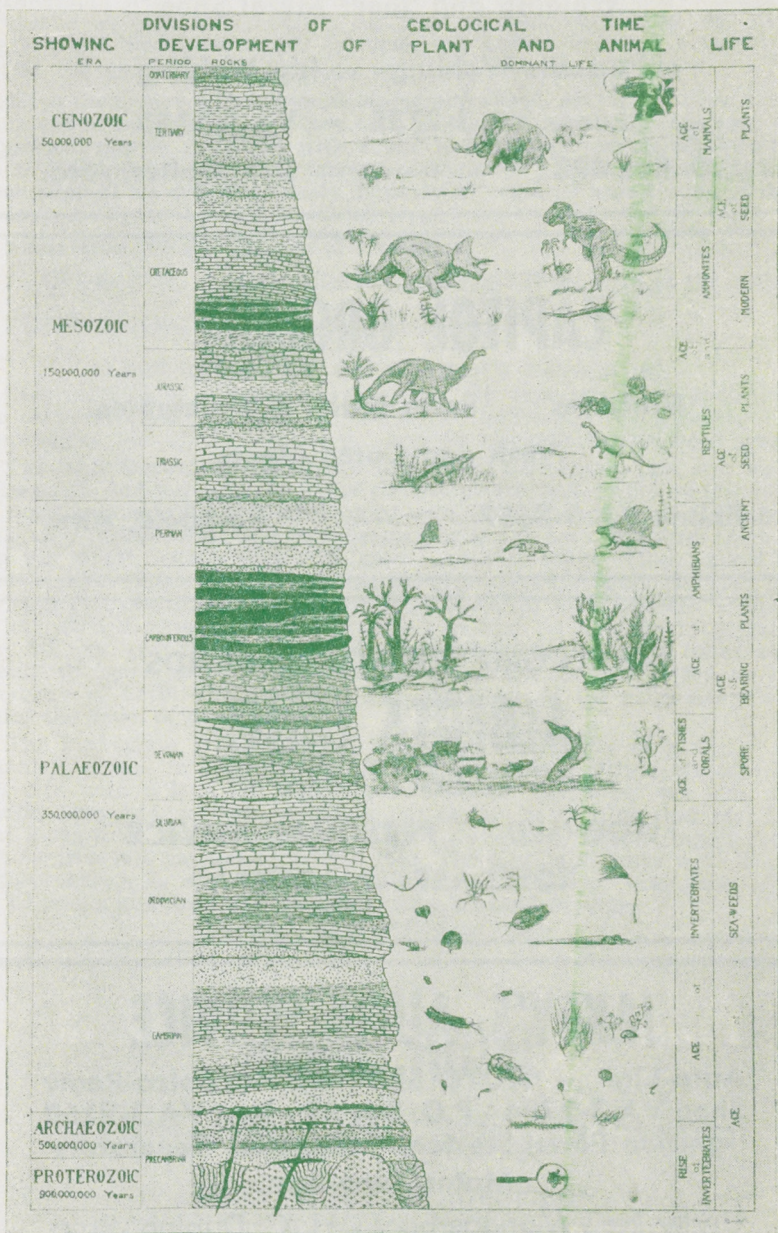 DIVISIONS OF GEOLOGICAL TIME
SHOWING DEVELOPMENT OF PLANT AND ANIMAL LIFE
ERA PERIOD ROCKS DOMINANT LIFE
QUATERNARY
CENOZOIC
50,000,000 Years
TERTIARY
AGE of MAMMALS
AGE of SEED PLANTS
MODERN
CRETACEOUS
MESOZOIC
150,000,000 Years
JURASSIC
TRIASSIC
AGE of REPTILES and AMMONITES
AGE of SEED PLANTS
ANCIENT
PERMIAN
CARBONIFEROUS
AGE of AMPHIBIANS
AGE of SPORE BEARING PLANTS
DEVONIAN
AGE of FISHES and CORALS
PALAEOZOIC
350,000,000 Years
SILURIAN
ORDOVICIAN
CAMBRIAN
AGE of INVERTEBRATES
AGE of SEA-WEEDS
ARCHAEOZOIC
500,000,000 Years
PROTEROZOIC
900,000,000 Years
RISE of INVERTEBRATES